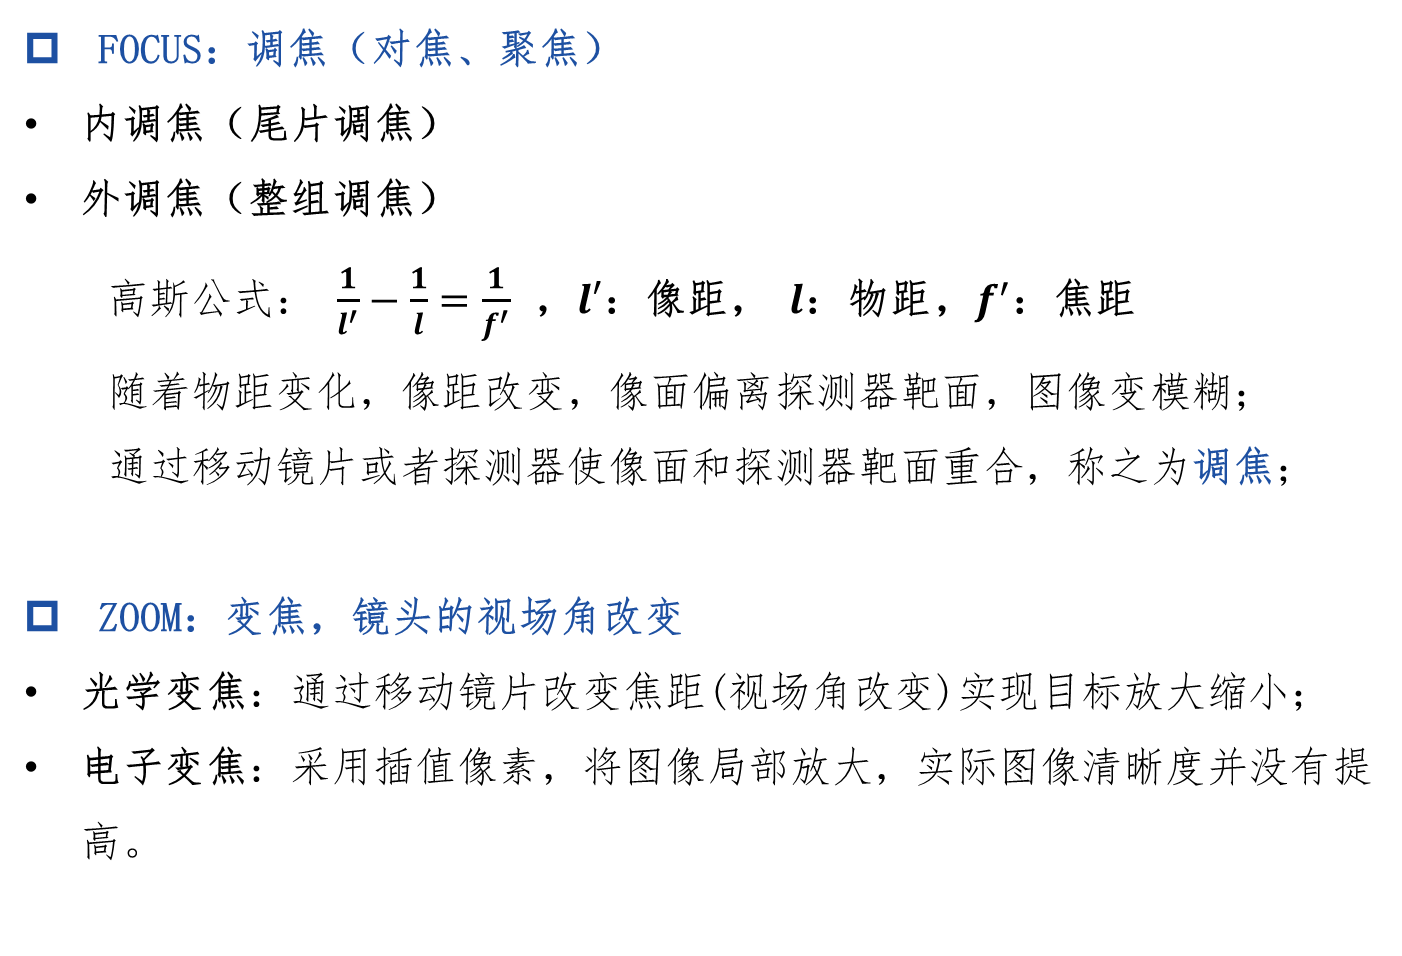 FOCUS：调焦（对焦、聚焦）
• 内调焦（尾片调焦）
• 外调焦（整组调焦）
高斯公式： 1/l′ − 1/l = 1/f′ ，l′：像距， l：物距，f′：焦距
随着物距变化，像距改变，像面偏离探测器靶面，图像变模糊；
通过移动镜片或者探测器使像面和探测器靶面重合，称之为调焦；
ZOOM：变焦，镜头的视场角改变
• 光学变焦：通过移动镜片改变焦距(视场角改变)实现目标放大缩小；
• 电子变焦：采用插值像素，将图像局部放大，实际图像清晰度并没有提
高。